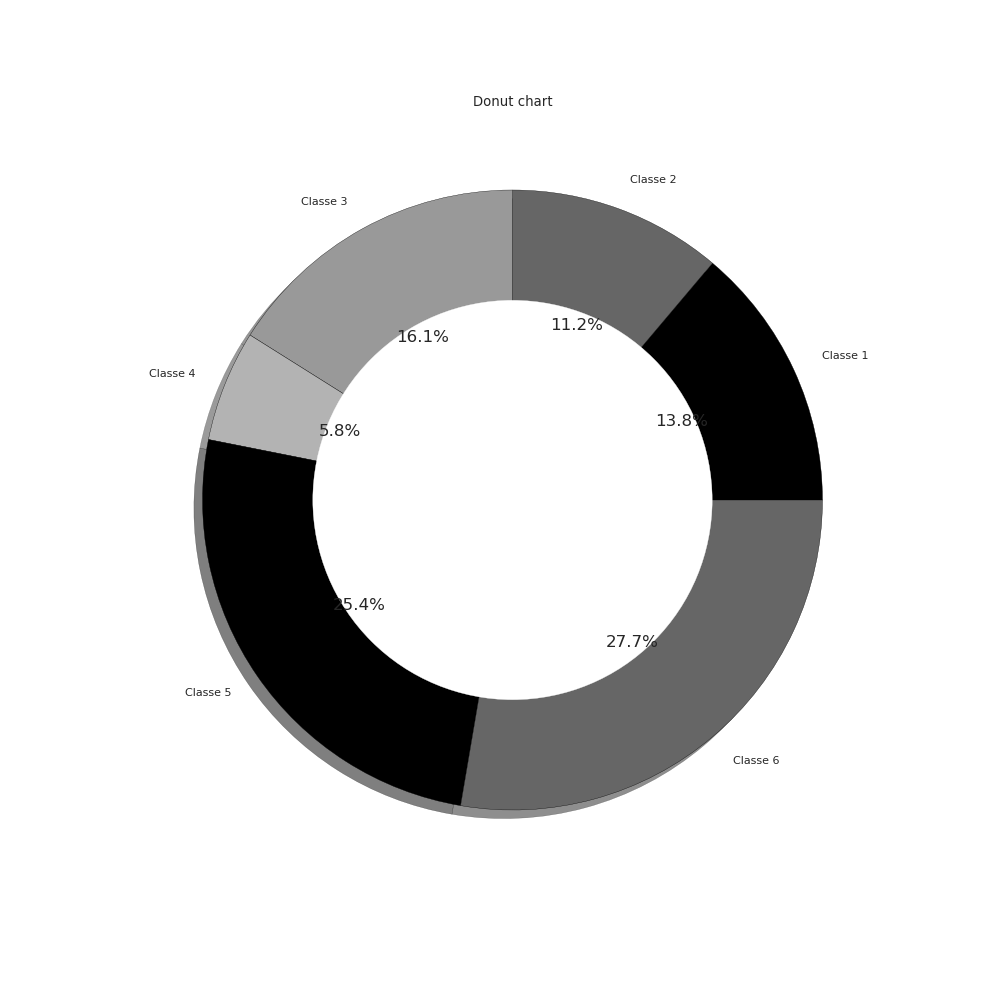 Donut chart
Classe 2
Classe 3
11.2%
16.1%
Classe 1
Classe 4
13.8%
5.8%
25.4%
27.7%
Classe 5
Classe 6